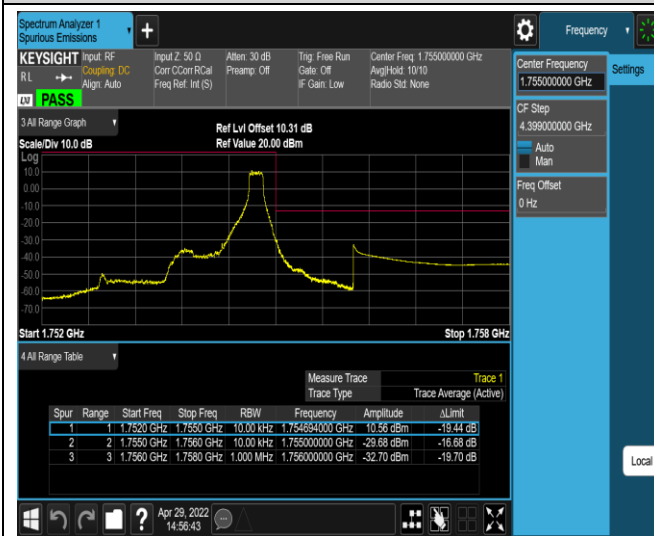 Spectrum Analyzer 1
Spurious Emissions
Frequency
KEYSIGHT Input: RF Input Z: 50 Ω Atten: 30 dB Trig: Free Run Center Freq: 1.755000000 GHz
RL Coupling: DC Corr CCorr RCal Preamp: Off Gate: Off Avg|Hold: 10/10
Align: Auto Freq Ref: Int (S) IF Gain: Low Radio Std: None
LXI PASS
Center Frequency
1.755000000 GHz
Settings
CF Step
4.399000000 GHz
Auto
Man
Freq Offset
0 Hz
3 All Range Graph
Ref Lvl Offset 10.31 dB
Scale/Div 10.0 dB Ref Value 20.00 dBm
Log
10.0
0.00
-10.0
-20.0
-30.0
-40.0
-50.0
-60.0
-70.0
Start 1.752 GHz Stop 1.758 GHz
4 All Range Table
Measure Trace Trace 1
Trace Type Trace Average (Active)
Spur Range Start Freq Stop Freq RBW Frequency Amplitude ΔLimit
1 1 1.7520 GHz 1.7550 GHz 10.00 kHz 1.754694000 GHz 10.56 dBm -19.44 dB
2 2 1.7550 GHz 1.7560 GHz 10.00 kHz 1.755000000 GHz -29.68 dBm -16.68 dB
3 3 1.7560 GHz 1.7580 GHz 1.000 MHz 1.756000000 GHz -32.70 dBm -19.70 dB
Local
? Apr 29, 2022
14:56:43